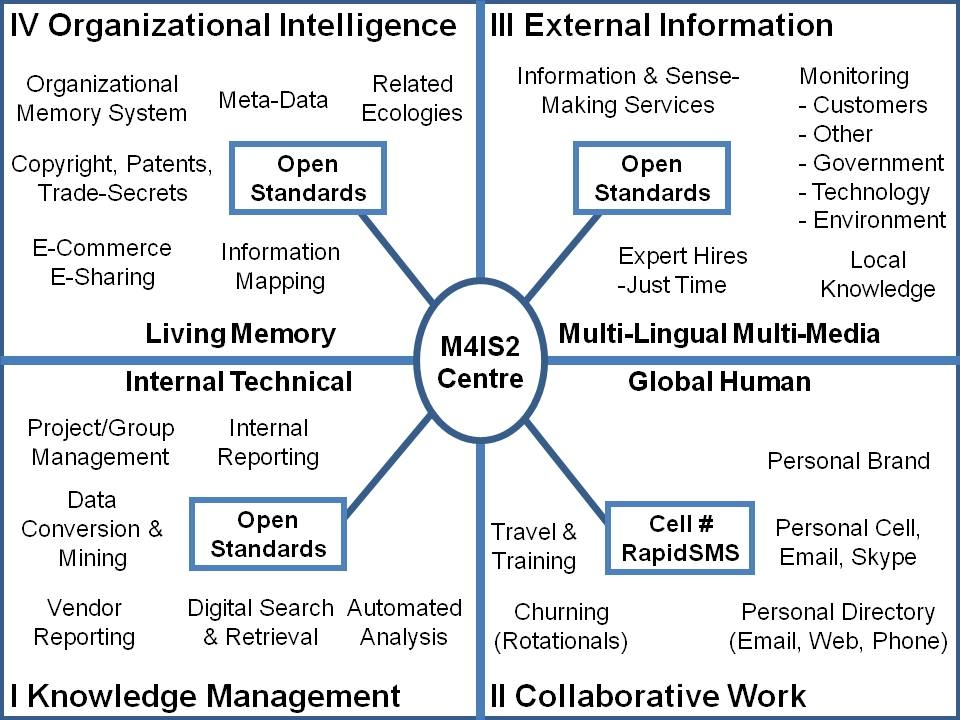 IV Organizational Intelligence
Organizational
Memory System
Meta-Data
Related
Ecologies
Copyright, Patents,
Trade-Secrets
Open
Standards
E-Commerce
E-Sharing
Information
Mapping
Living Memory
III External Information
Information & Sense-
Making Services
Monitoring
- Customers
- Other
- Government
- Technology
- Environment
Open
Standards
Expert Hires
-Just Time
Local
Knowledge
Multi-Lingual Multi-Media
M4IS2
Centre
Internal Technical
Project/Group
Management
Internal
Reporting
Data
Conversion &
Mining
Open
Standards
Vendor
Reporting
Digital Search
& Retrieval
Automated
Analysis
I Knowledge Management
Global Human
Personal Brand
Travel &
Training
Cell #
RapidSMS
Personal Cell,
Email, Skype
Churning
(Rotationals)
Personal Directory
(Email, Web, Phone)
II Collaborative Work